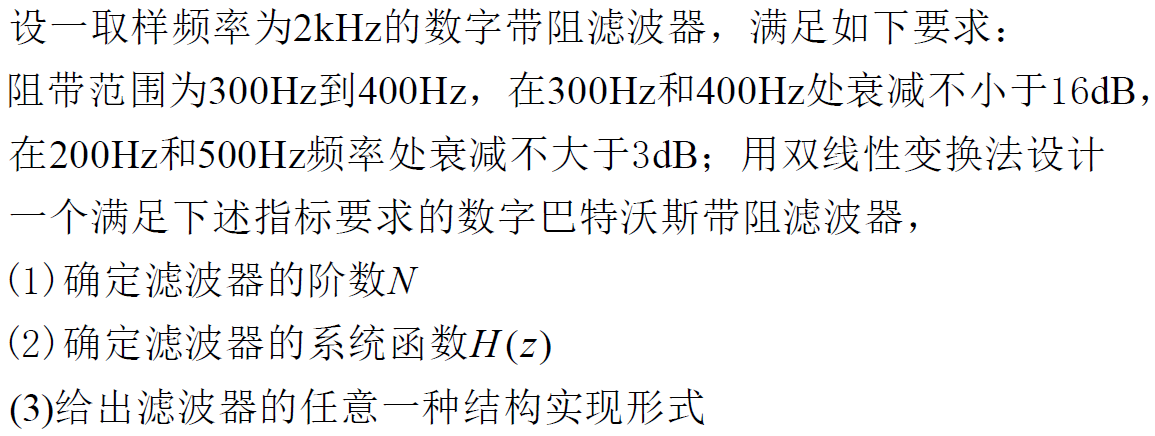 设一取样频率为2kHz的数字带阻滤波器，满足如下要求：
阻带范围为300Hz到400Hz，在300Hz和400Hz处衰减不小于16dB，
在200Hz和500Hz频率处衰减不大于3dB；用双线性变换法设计
一个满足下述指标要求的数字巴特沃斯带阻滤波器，
(1)确定滤波器的阶数N
(2)确定滤波器的系统函数H(z)
(3)给出滤波器的任意一种结构实现形式